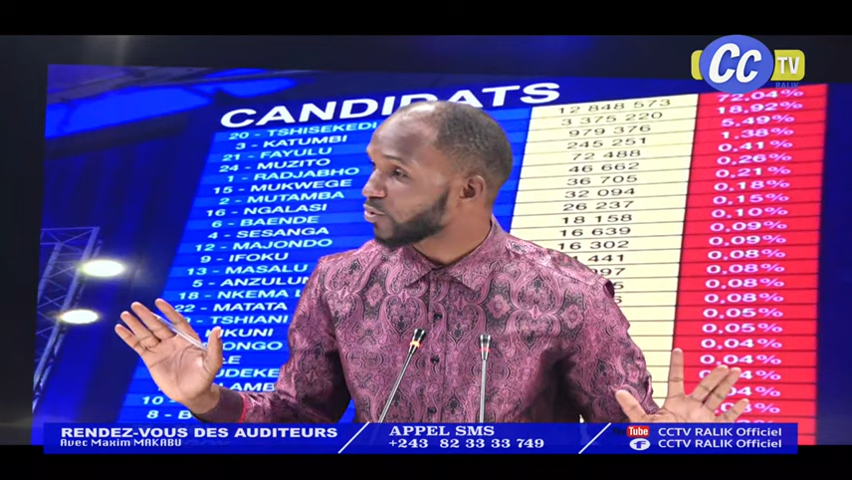 CC TV
RALIK
CANDIDATS
20 - TSHISEKEDI 12 848 573 72.04%
3 - KATUMBI 3 375 220 18.92%
21 - FAYULU 979 376 5.49%
24 - MUZITO 245 251 1.38%
1 - RADJABHO 72 488 0.41%
15 - MUKWEGE 46 662 0.26%
2 - MUTAMBA 36 705 0.21%
16 - NGALASI 32 094 0.18%
6 - BAENDE 26 237 0.15%
4 - SESANGA 18 158 0.10%
12 - MAJONDO 16 639 0.09%
9 - IFOKU 16 302 0.09%
13 - MASALU 441 0.08%
5 - ANZULU 0.08%
18 - NKEMA 0.08%
22 - MATATA 0.05%
TSHIANI 0.05%
0.04%
0.04%
0.04%
8 -
RENDEZ-VOUS DES AUDITEURS
Avec Maxim MAKABU
APPEL SMS
+243 82 33 33 749
YouTube CCTV RALIK Officiel
f CCTV RALIK Officiel